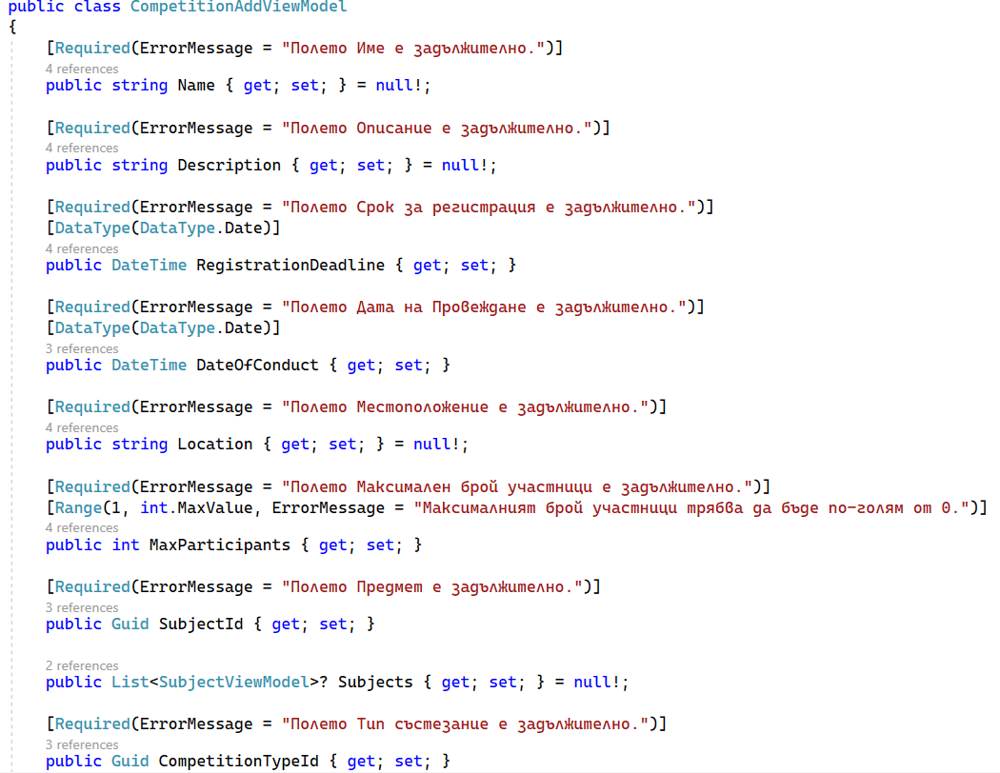 public class CompetitionAddViewModel
{
[Required(ErrorMessage = "Полето Име е задължително.")]
4 references
public string Name { get; set; } = null!;
[Required(ErrorMessage = "Полето Описание е задължително.")]
4 references
public string Description { get; set; } = null!;
[Required(ErrorMessage = "Полето Срок за регистрация е задължително.")]
[DataType(DataType.Date)]
4 references
public DateTime RegistrationDeadline { get; set; }
[Required(ErrorMessage = "Полето Дата на Провеждане е задължително.")]
[DataType(DataType.Date)]
3 references
public DateTime DateOfConduct { get; set; }
[Required(ErrorMessage = "Полето Местоположение е задължително.")]
4 references
public string Location { get; set; } = null!;
[Required(ErrorMessage = "Полето Максимален брой участници е задължително.")]
[Range(1, int.MaxValue, ErrorMessage = "Максималният брой участници трябва да бъде по-голям от 0.")]
4 references
public int MaxParticipants { get; set; }
[Required(ErrorMessage = "Полето Предмет е задължително.")]
3 references
public Guid SubjectId { get; set; }
2 references
public List<SubjectViewModel>? Subjects { get; set; } = null!;
[Required(ErrorMessage = "Полето Тип състезание е задължително.")]
3 references
public Guid CompetitionTypeId { get; set; }